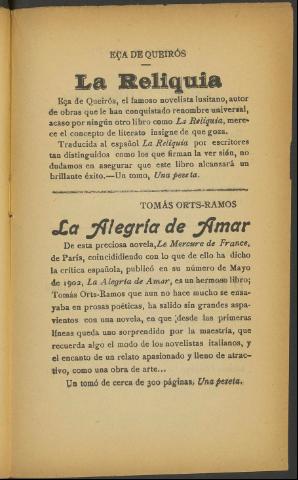 EÇA DE QUEIRÓS
La Reliquia
Eça de Queirós, el famoso novelista lusitano, autor
de obras que le han conquistado renombre universal,
acaso por ningún otro libro como La Reliquia, mere-
ce el concepto de literato insigne de que goza.
Traducida al español La Reliquia por escritores
tan distinguidos como los que firman la ver sión, no
dudamos en asegurar que este libro alcanzará un
brillante éxito.—Un tomo, Una peseta.
TOMÁS ORTS-RAMOS
La Alegría de Amar
De esta preciosa novela, Le Mercure de France,
de París, coincididiendo con lo que de ello ha dicho
la crítica española, publicó en su número de Mayo
de 1902, La Alegría de Amar, es un hermoso libro;
Tomás Orts-Ramos que aun no hace mucho se ensa-
yaba en prosas poéticas, ha salido sin grandes aspa-
vientos con una novela, en que desde las primeras
líneas queda uno sorprendido por la maestría, que
recuerda algo el modo de los novelistas italianos, y
el encanto de un relato apasionado y lleno de atrac-
tivo, como una obra de arte...
Un tomó de cerca de 300 páginas, Una peseta.